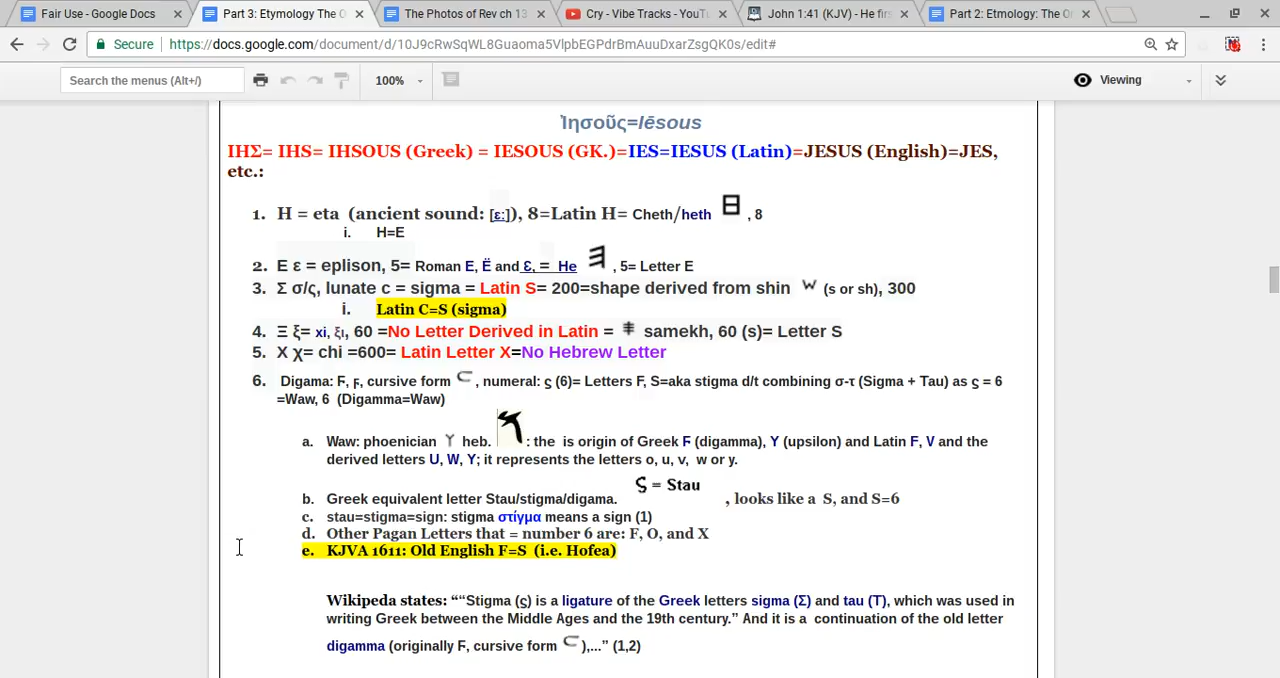 Fair Use - Google Docs
Part 3: Etymology The O
The Photos of Rev ch 13
Cry - Vibe Tracks - YouTu
John 1:41 (KJV) - He firs
Part 2: Etmology: The Or
Secure https://docs.google.com/document/d/10J9cRwSqWL8Guaoma5VlpbEGPdrBmAuuDxarZsgQK0s/edit#
Search the menus (Alt+/)
100%
Viewing
Ἰησοῦς=Iēsous
IHΣ= IHS= IHSOUS (Greek) = IESOUS (GK.)=IES=IESUS (Latin)=JESUS (English)=JES,
etc.:
1. H = eta (ancient sound: [ɛː]), 8=Latin H= Cheth/heth , 8
i. H=E
2. E ε = eplison, 5= Roman E, Ë and Ɛ, = He , 5= Letter E
3. Σ σ/ς, lunate c = sigma = Latin S= 200=shape derived from shin (s or sh), 300
i. Latin C=S (sigma)
4. Ξ ξ= xi, ξι, 60 =No Letter Derived in Latin = samekh, 60 (s)= Letter S
5. X χ= chi =600= Latin Letter X=No Hebrew Letter
6. Digama: F, ϝ, cursive form , numeral: ς (6)= Letters F, S=aka stigma d/t combining σ-τ (Sigma + Tau) as ς = 6
=Waw, 6 (Digamma=Waw)
a. Waw: phoenician heb. : the is origin of Greek F (digamma), Y (upsilon) and Latin F, V and the
derived letters U, W, Y; it represents the letters o, u, v, w or y.
ς = Stau
b. Greek equivalent letter Stau/stigma/digama. , looks like a S, and S=6
c. stau=stigma=sign: stigma στίγμα means a sign (1)
d. Other Pagan Letters that = number 6 are: F, O, and X
e. KJVA 1611: Old English F=S (i.e. Hofea)
Wikipeda states: ““Stigma (ς) is a ligature of the Greek letters sigma (Σ) and tau (T), which was used in
writing Greek between the Middle Ages and the 19th century.” And it is a continuation of the old letter
digamma (originally F, cursive form ),...” (1,2)